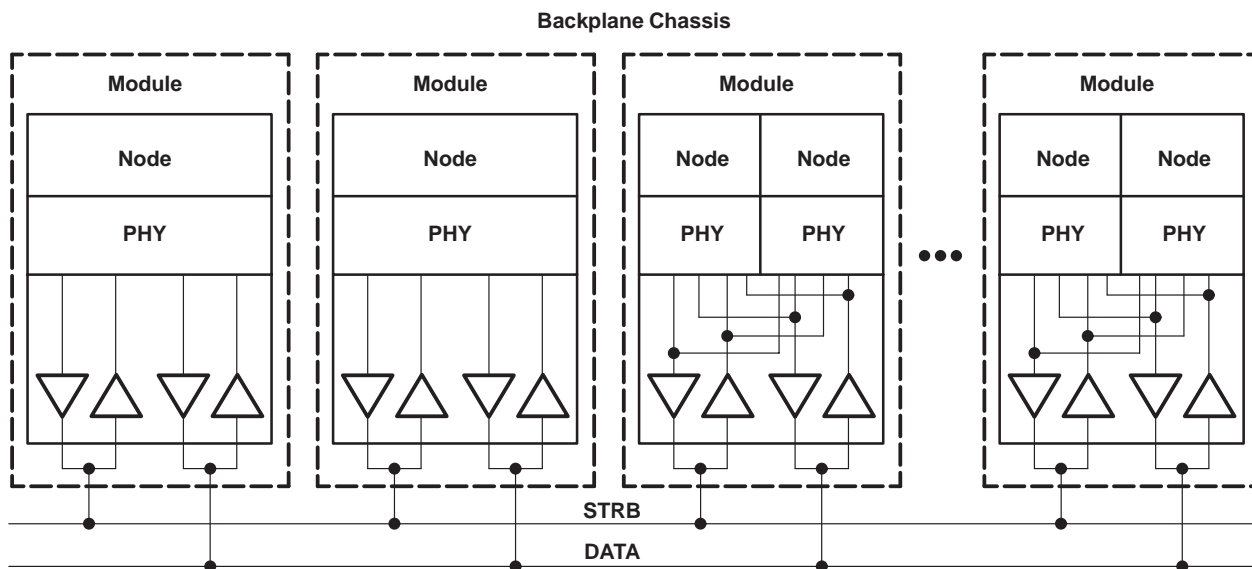 Backplane Chassis
Module Module Module Module
Node Node Node Node Node Node
PHY PHY PHY PHY PHY PHY
STRB
DATA